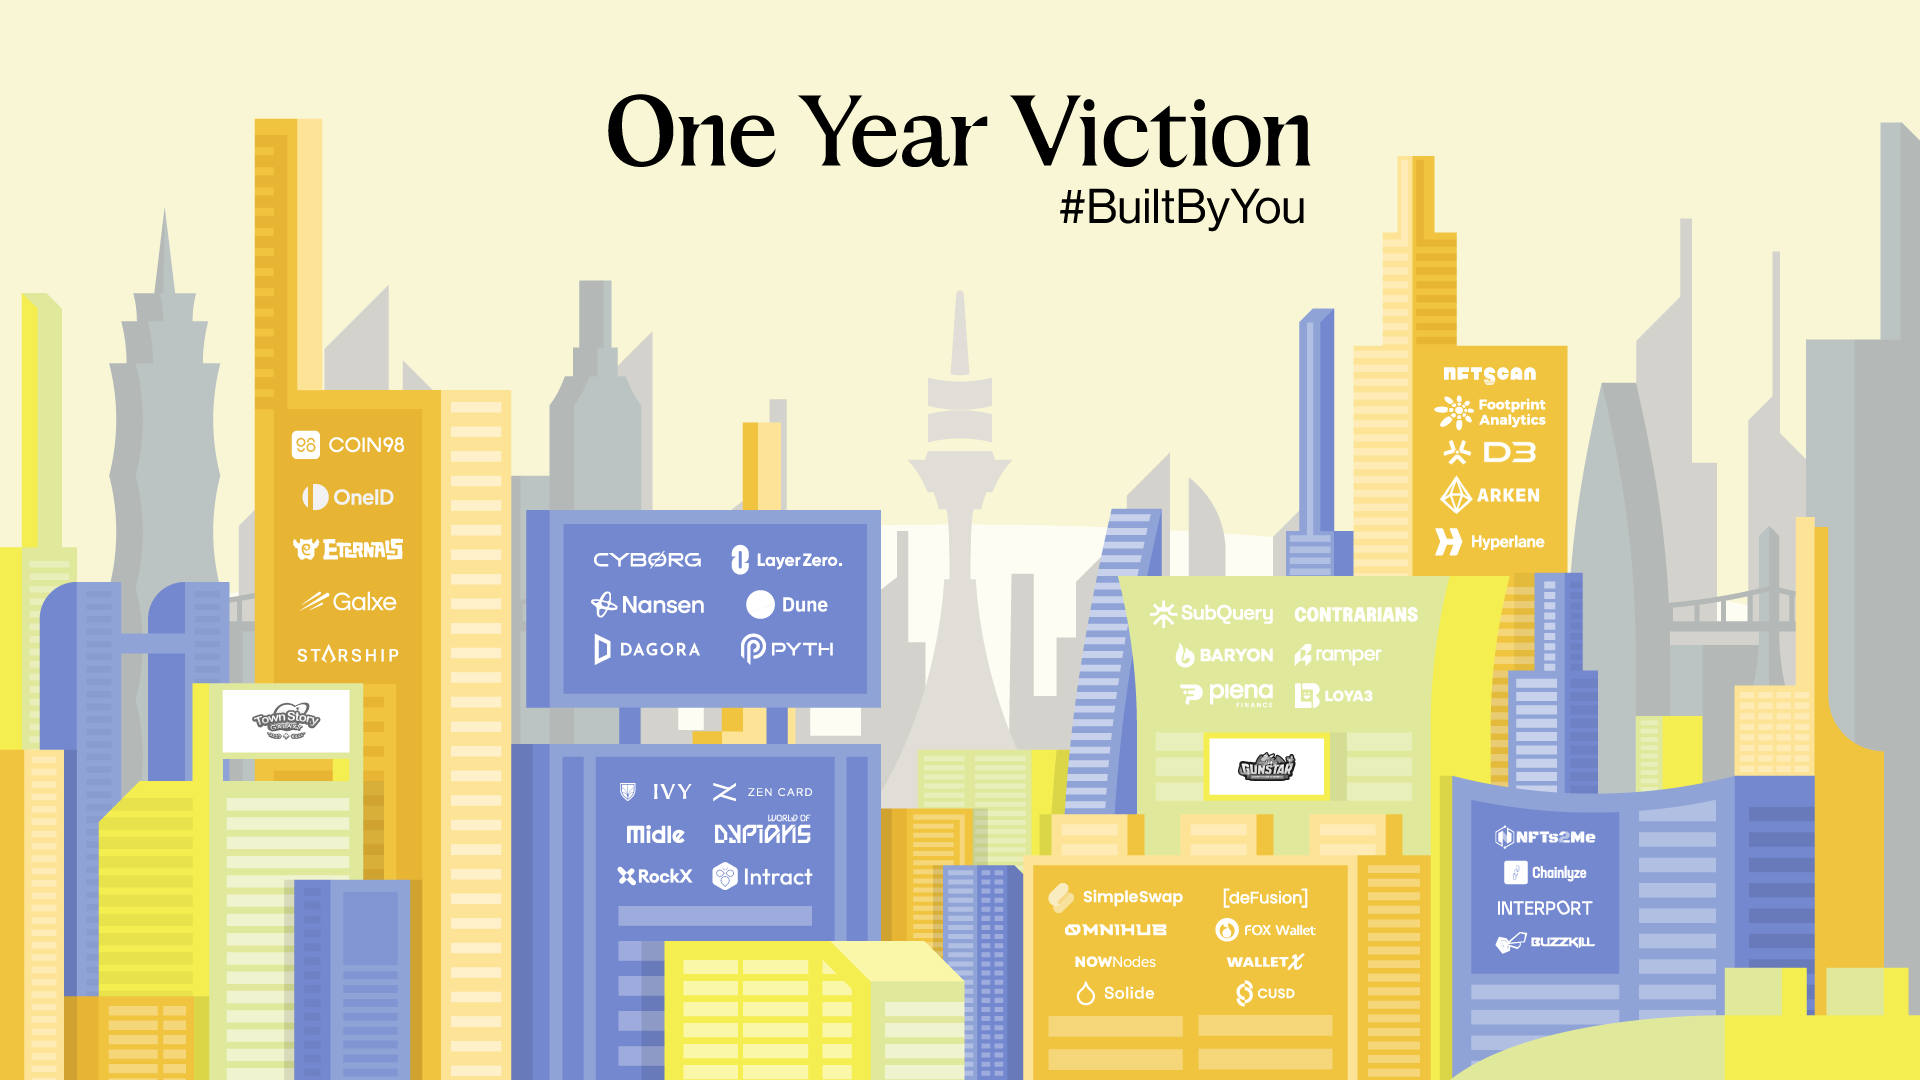 One Year Viction
#BuiltByYou
COIN98
OneID
ETERNALS
Galxe
STARSHIP
Town Story
CYBØRG
LayerZero.
Nansen
Dune
DAGORA
PYTH
IVY
ZEN CARD
Midle
WORLD OF
DYPIANS
RockX
Intract
NFTSCAN
Footprint
Analytics
D3
ARKEN
Hyperlane
SubQuery
CONTRARIANS
BARYON
ramper
piena
FINANCE
LOYA3
GUNSTAR
SimpleSwap
[deFusion]
OMNIHUB
FOX Wallet
NOWNodes
WALLETX
Solide
CUSD
NFTs2Me
Chainlyze
INTERPORT
BUZZKILL